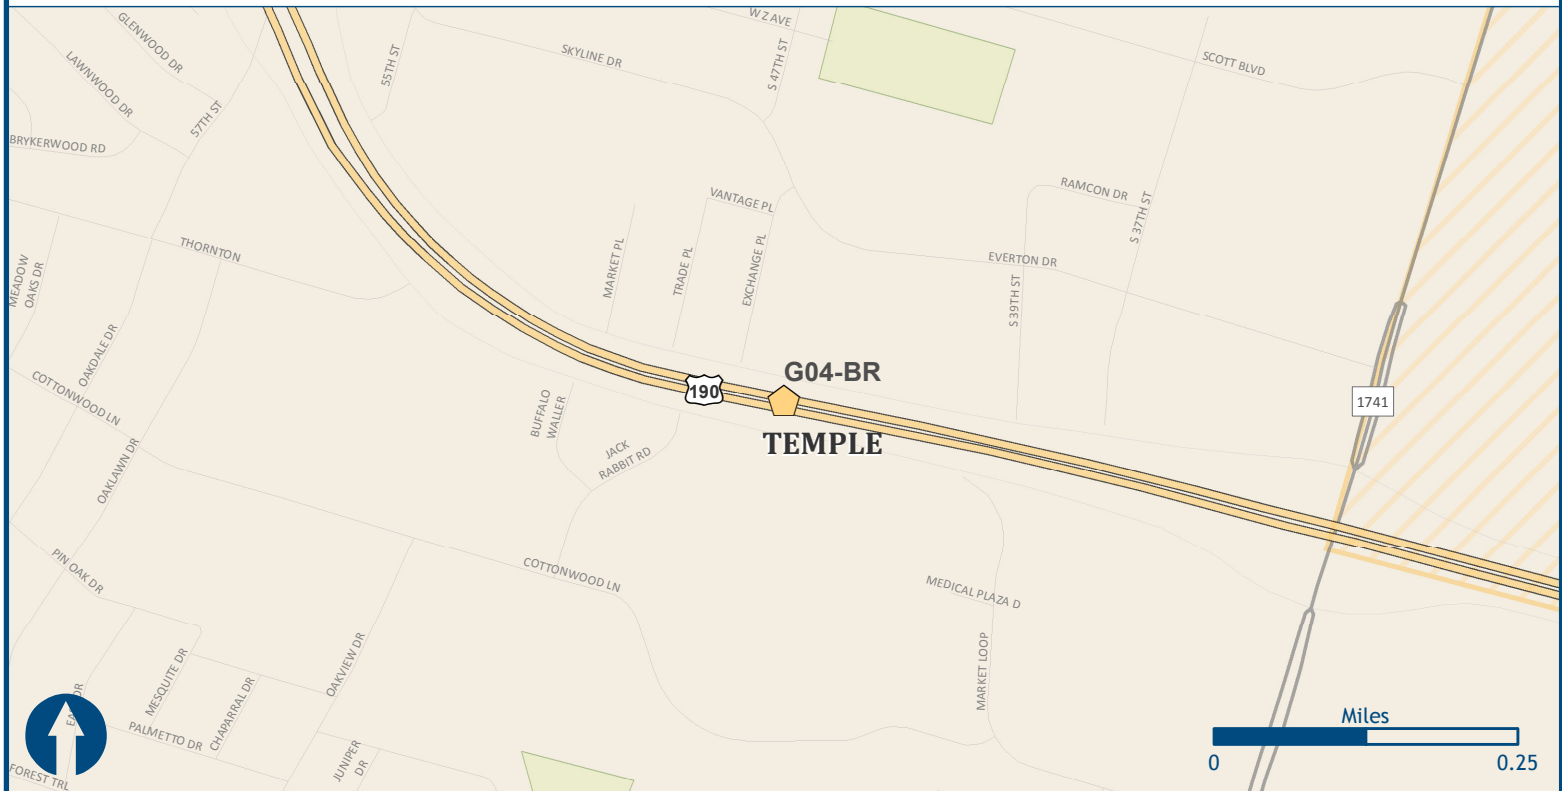 W Z AVE
GLENWOOD DR
55TH ST
SKYLINE DR
S 47TH ST
SCOTT BLVD
LAWNWOOD DR
57TH ST
BRYKERWOOD RD
RAMCON DR
VANTAGE PL
S 37TH ST
THORNTON
EVERTON DR
MEADOW
OAKS DR
MARKET PL
TRADE PL
EXCHANGE PL
S 39TH ST
OAKDALE DR
G04-BR
COTTONWOOD LN
190
1741
BUFFALO
WALLER
TEMPLE
JACK
RABBIT RD
OAKLAWN DR
PIN OAK DR
COTTONWOOD LN
MEDICAL PLAZA D
MESQUITE DR
OAKVIEW DR
MARKET LOOP
DR
CHAPARRAL DR
PALMETTO DR
JUNIPER
DR
FOREST TRL
Miles
0
0.25